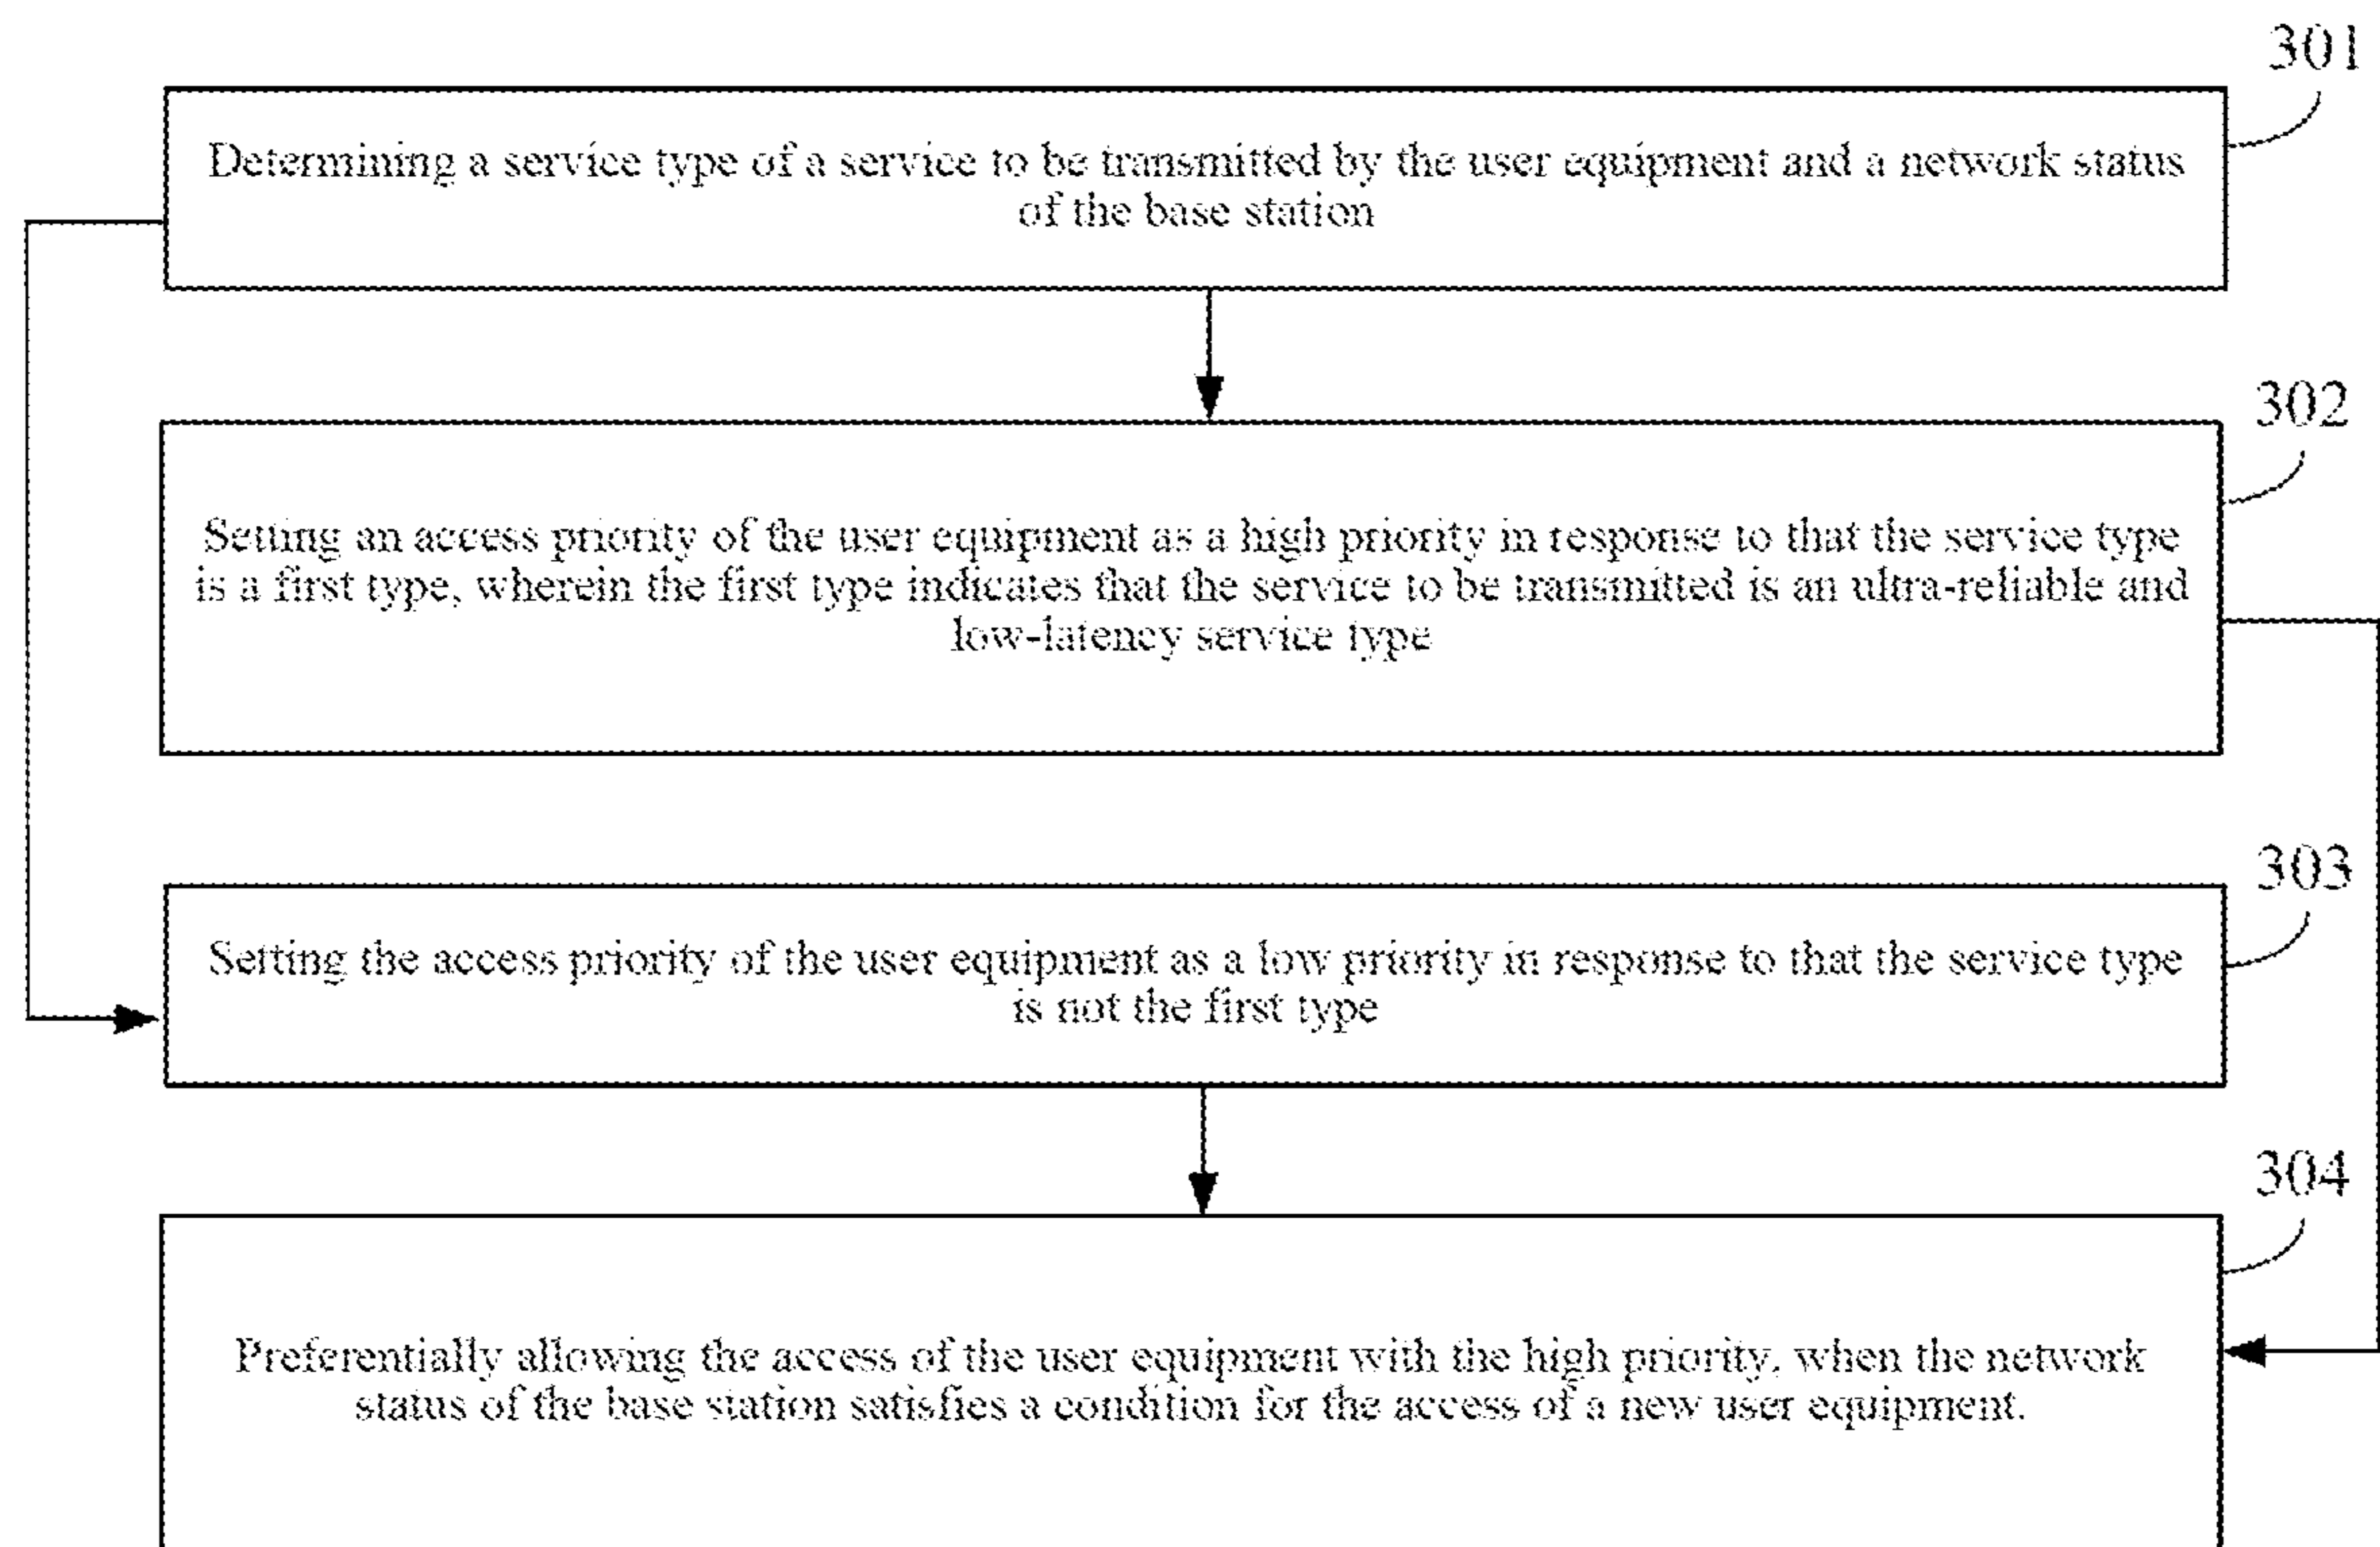 301
Determining a service type of a service to be transmitted by the user equipment and a network status
of the base station
302
Setting an access priority of the user equipment as a high priority in response to that the service type
is a first type, wherein the first type indicates that the service to be transmitted is an ultra-reliable and
low-latency service type
303
Setting the access priority of the user equipment as a low priority in response to that the service type
is not the first type
304
Preferentially allowing the access of the user equipment with the high priority, when the network
status of the base station satisfies a condition for the access of a new user equipment.